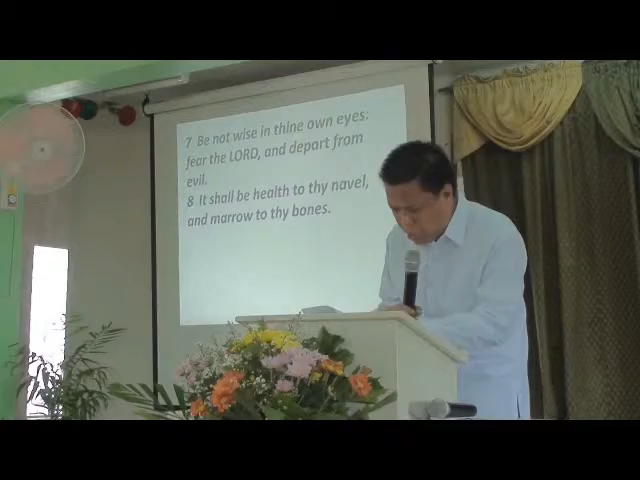 7 Be not wise in thine own eyes:
fear the LORD, and depart from
evil.
8 It shall be health to thy navel,
and marrow to thy bones.